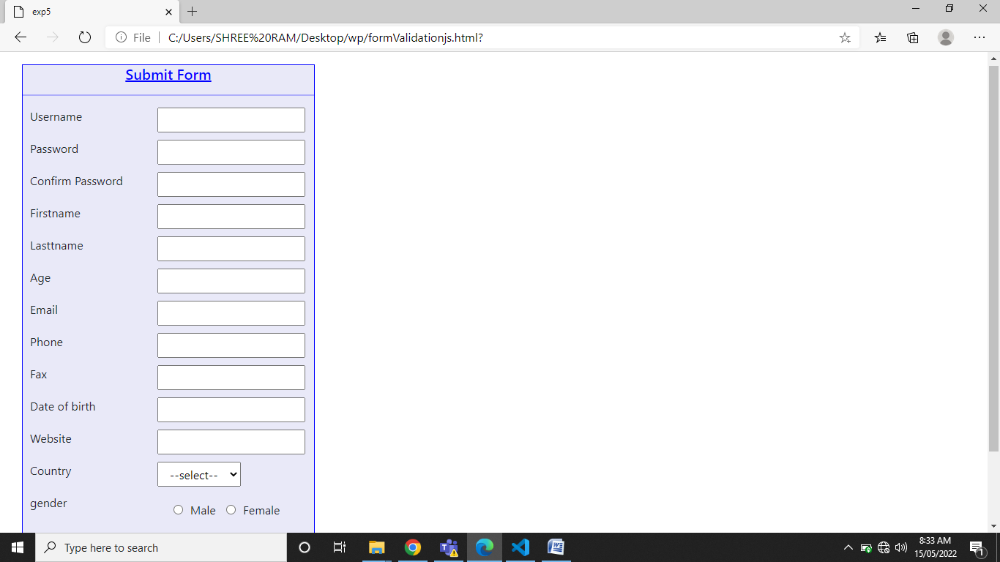 exp5
File C:/Users/SHREE%20RAM/Desktop/wp/formValidationjs.html?
Submit Form
Username
Password
Confirm Password
Firstname
Lasttname
Age
Email
Phone
Fax
Date of birth
Website
Country --select--
gender Male Female
Type here to search
8:33 AM
15/05/2022
1